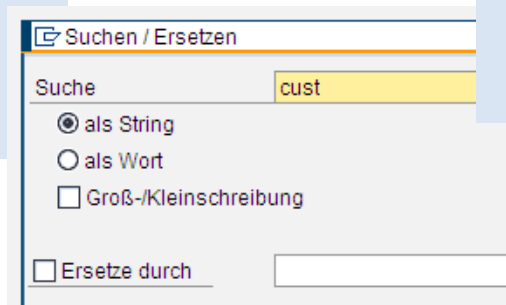 Suchen / Ersetzen
Suche cust
als String
als Wort
Groß-/Kleinschreibung
Ersetze durch